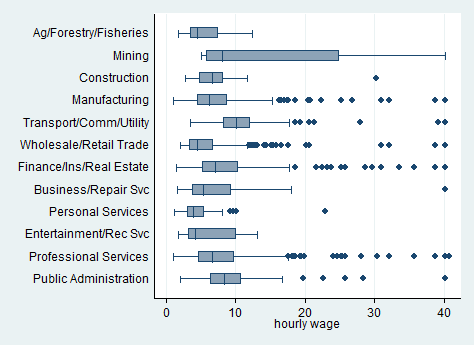 Ag/Forestry/Fisheries
Mining
Construction
Manufacturing
Transport/Comm/Utility
Wholesale/Retail Trade
Finance/Ins/Real Estate
Business/Repair Svc
Personal Services
Entertainment/Rec Svc
Professional Services
Public Administration
0 10 20 30 40
hourly wage